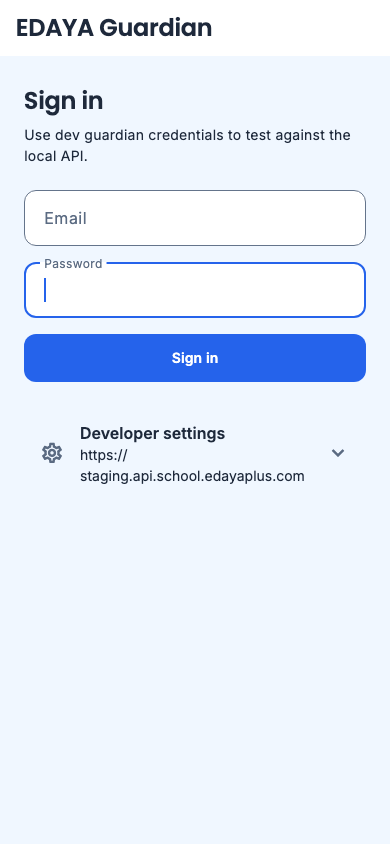 EDAYA Guardian
Sign in
Use dev guardian credentials to test against the
local API.
Email
Password
Sign in
Developer settings
https://
staging.api.school.edayaplus.com